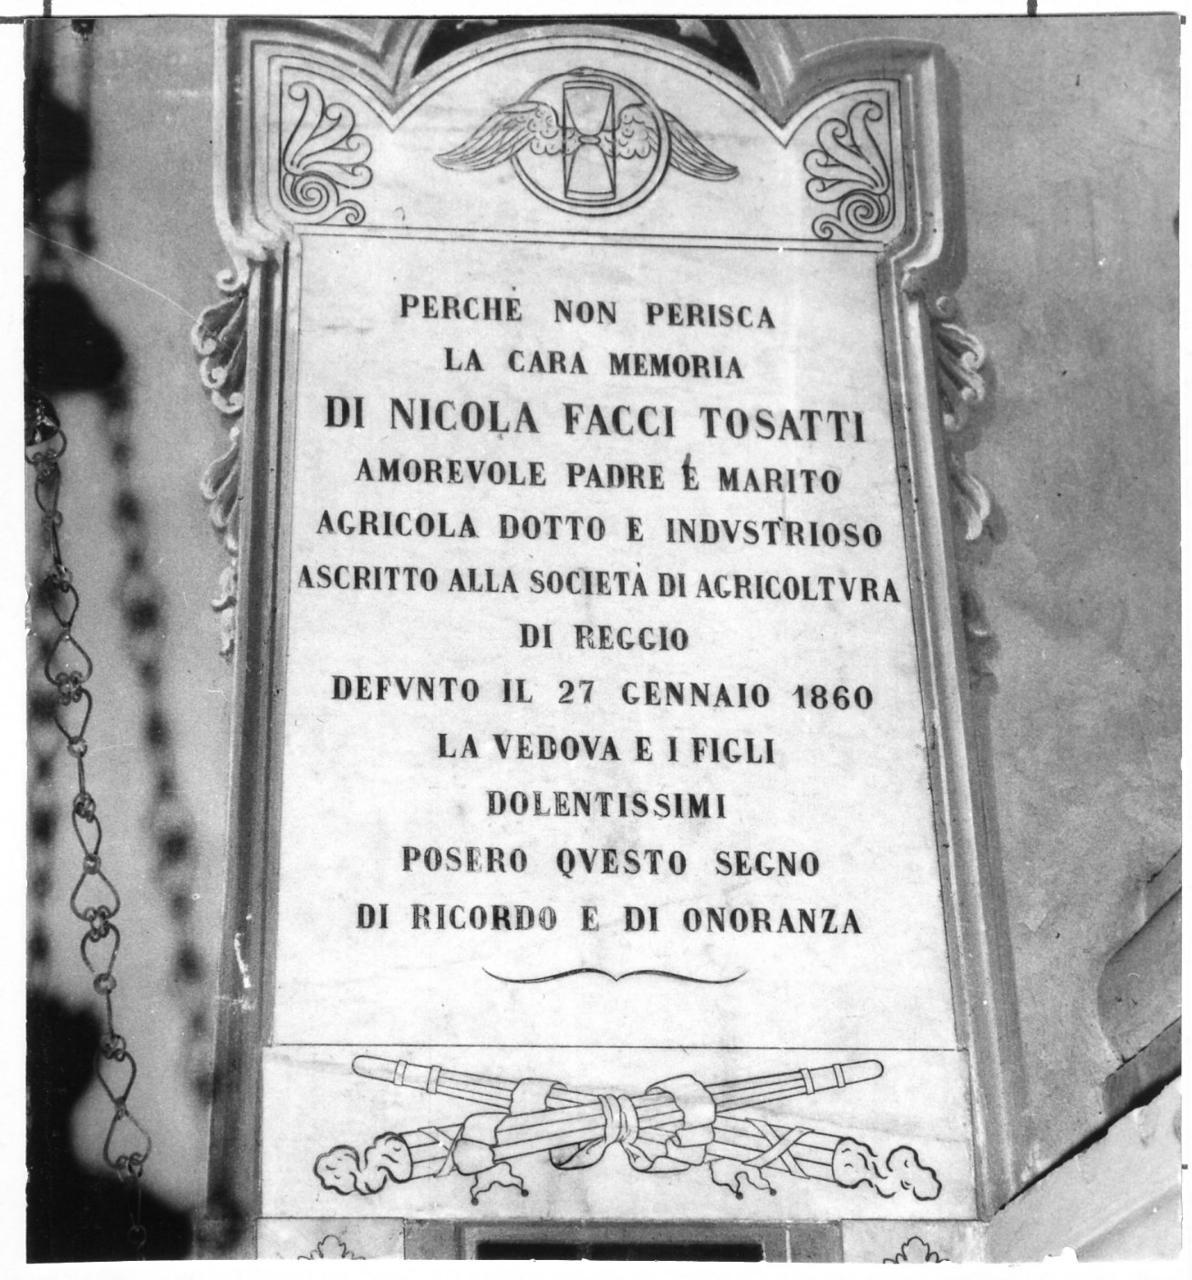 PERCHÈ NON PERISCA
LA CARA MEMORIA
DI NICOLA FACCI TOSATTI
AMOREVOLE PADRE E MARITO
AGRICOLA DOTTO E INDVSTRIOSO
ASCRITTO ALLA SOCIETÀ DI AGRICOLTVRA
DI REGGIO
DEFVNTO IL 27 GENNAIO 1860
LA VEDOVA E I FIGLI
DOLENTISSIMI
POSERO QVESTO SEGNO
DI RICORDO E DI ONORANZA